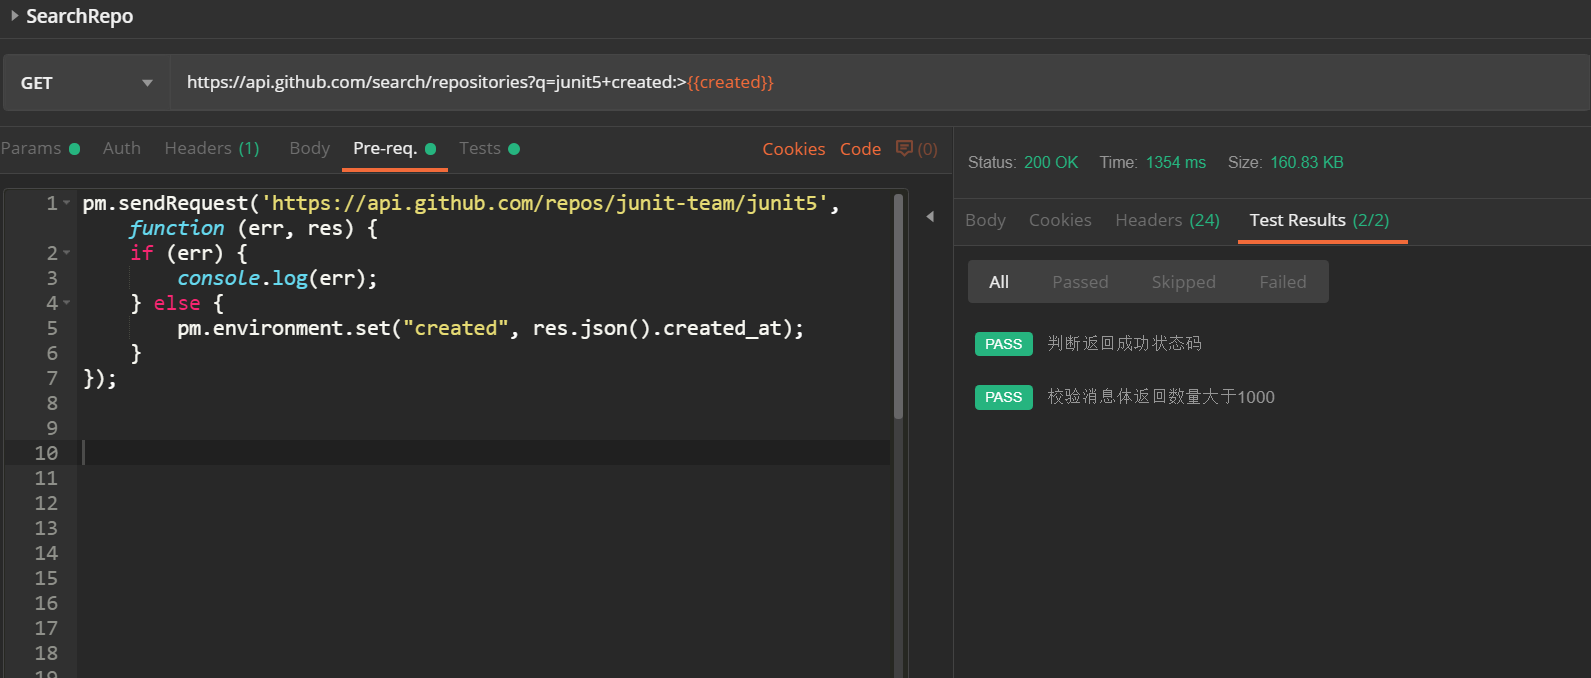 SearchRepo
GET
https://api.github.com/search/repositories?q=junit5+created:>{{created}}
Params Auth Headers (1) Body Pre-req. Tests Cookies Code (0)
1 pm.sendRequest('https://api.github.com/repos/junit-team/junit5',
function (err, res) {
2 if (err) {
3 console.log(err);
4 } else {
5 pm.environment.set("created", res.json().created_at);
6 }
7 });
8
9
10
11
12
13
14
15
16
17
18
19
Status: 200 OK Time: 1354 ms Size: 160.83 KB
Body Cookies Headers (24) Test Results (2/2)
All Passed Skipped Failed
PASS 判断返回成功状态码
PASS 校验消息体返回数量大于1000